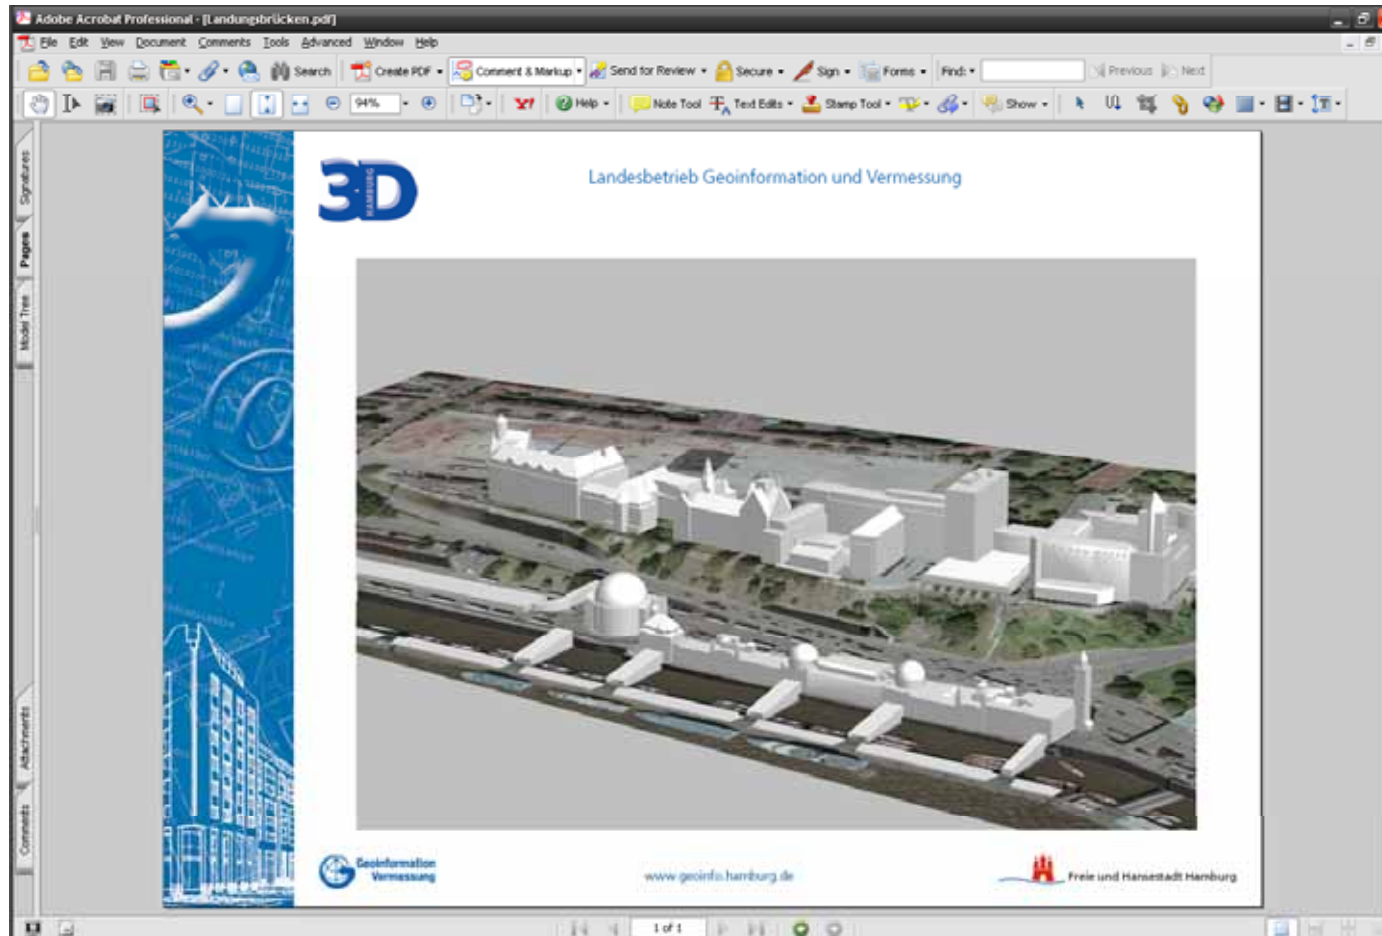 Adobe Acrobat Professional - [Landungsbrücken.pdf]
File Edit View Document Comments Tools Advanced Window Help
Search Create PDF Comment & Markup Send for Review Secure Sign Forms Find: Previous Next
94% Y! Help Note Tool Text Edits Stamp Tool Show
Signatures
Pages
Model Tree
Attachments
Comments
3D
HAMBURG
Landesbetrieb Geoinformation und Vermessung
Geoinformation
Vermessung
www.geoinfo.hamburg.de
Freie und Hansestadt Hamburg
1 of 1